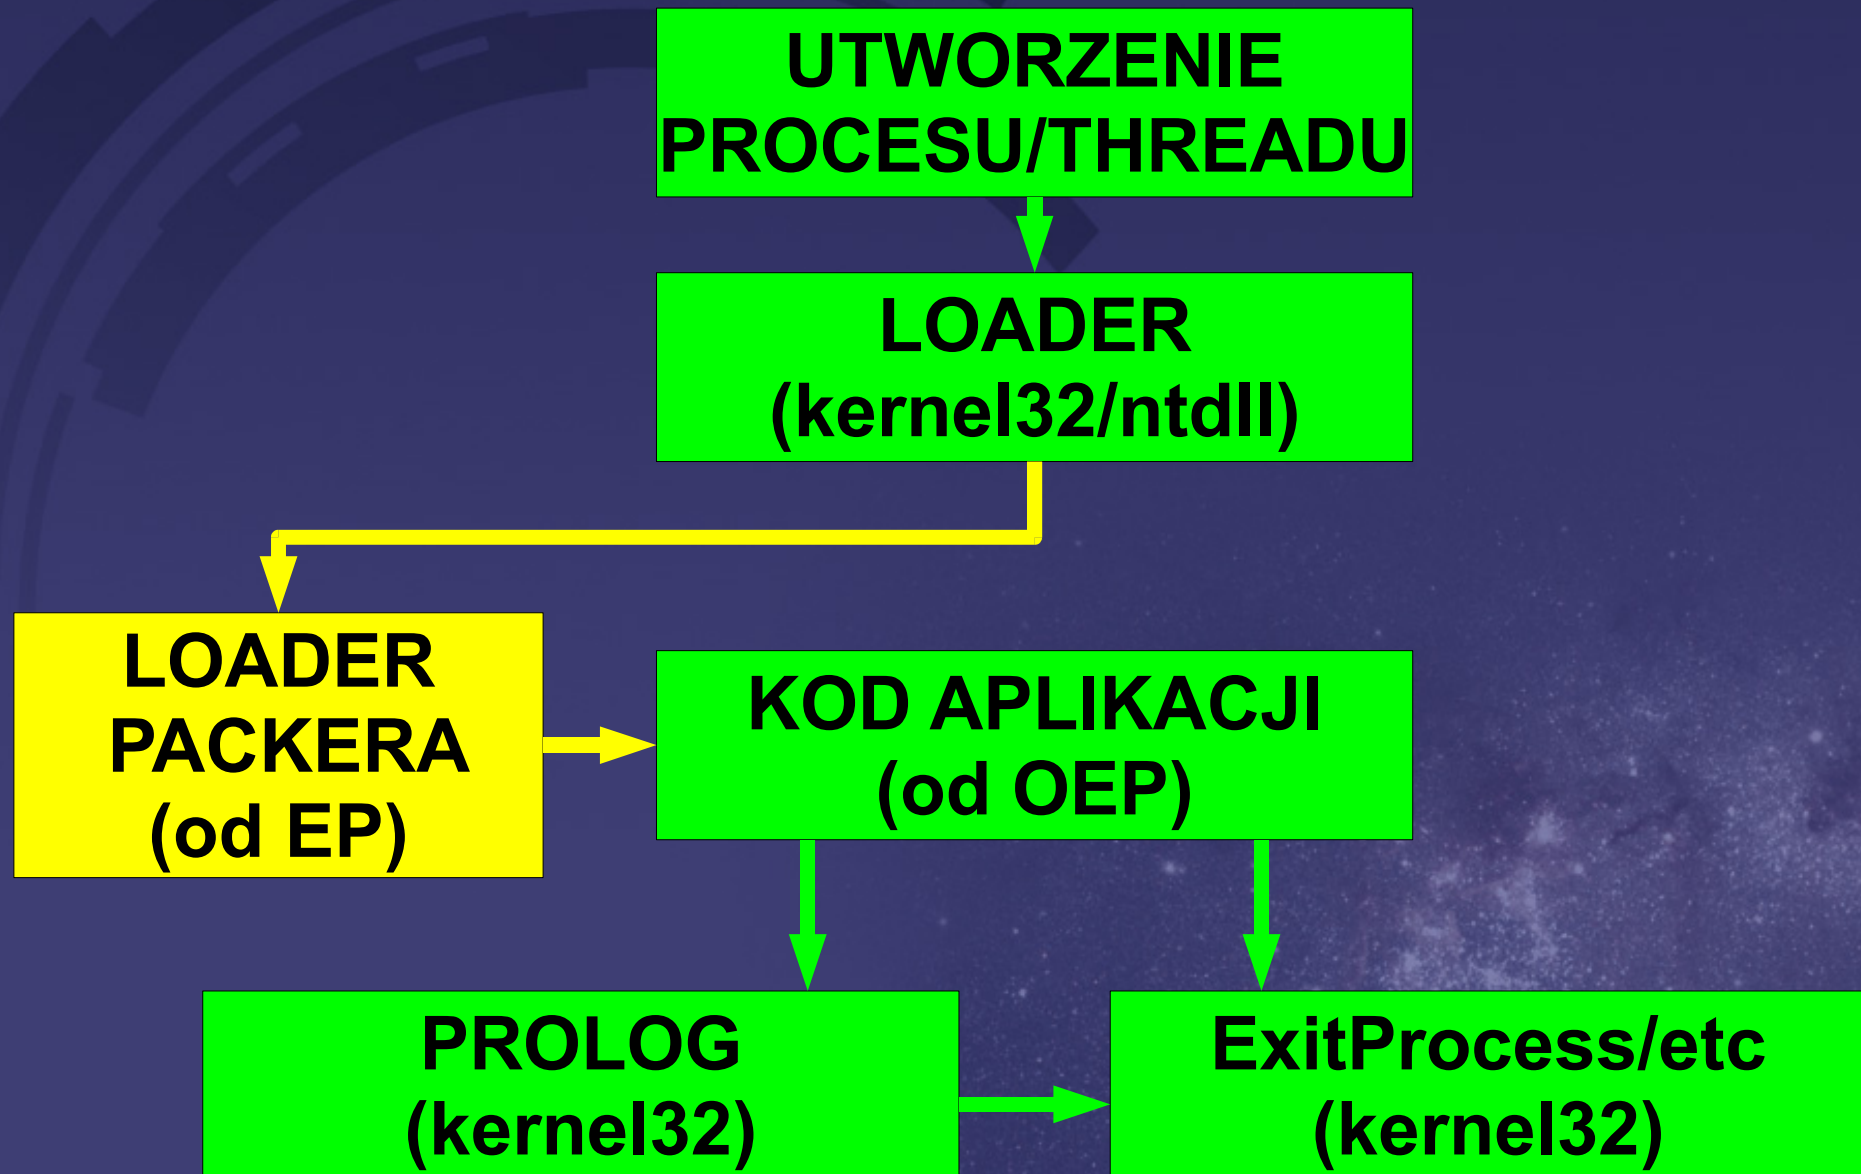 UTWORZENIE
PROCESU/THREADU
LOADER
(kernel32/ntdll)
LOADER
PACKERA
(od EP)
KOD APLIKACJI
(od OEP)
PROLOG
(kernel32)
ExitProcess/etc
(kernel32)